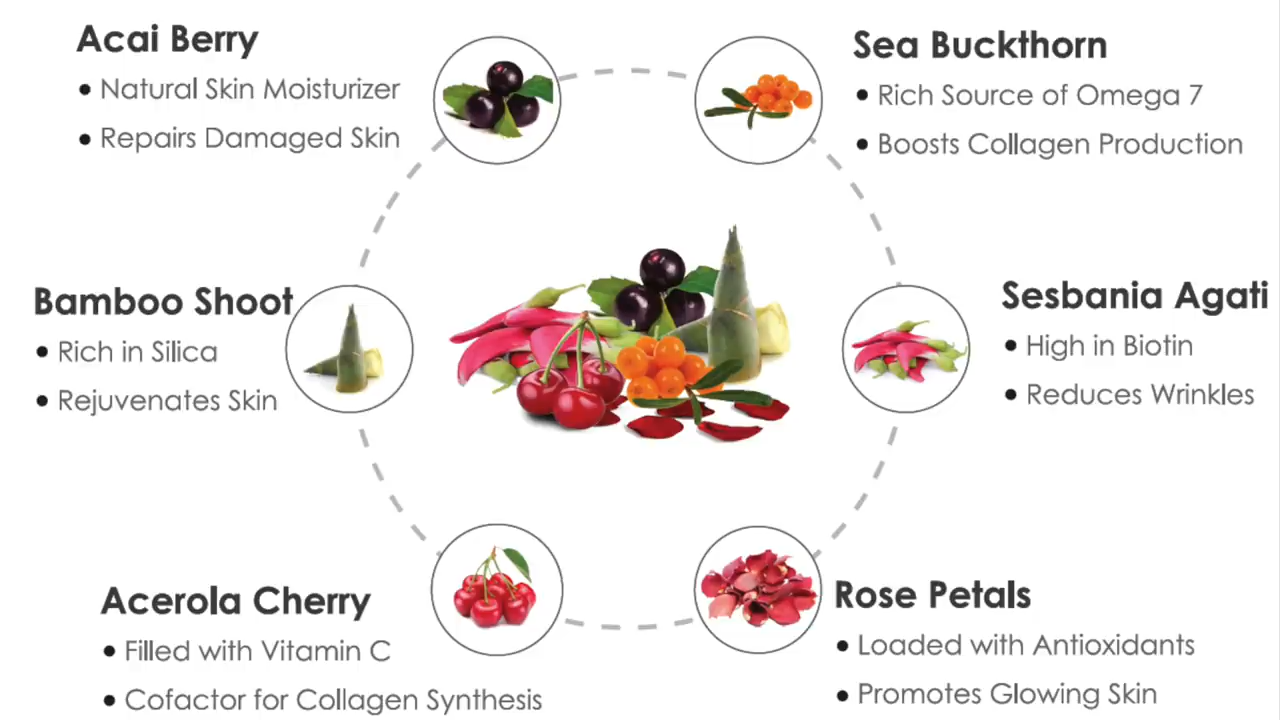 Acai Berry
• Natural Skin Moisturizer
• Repairs Damaged Skin
Sea Buckthorn
• Rich Source of Omega 7
• Boosts Collagen Production
Bamboo Shoot
• Rich in Silica
• Rejuvenates Skin
Sesbania Agati
• High in Biotin
• Reduces Wrinkles
Acerola Cherry
• Filled with Vitamin C
• Cofactor for Collagen Synthesis
Rose Petals
• Loaded with Antioxidants
• Promotes Glowing Skin